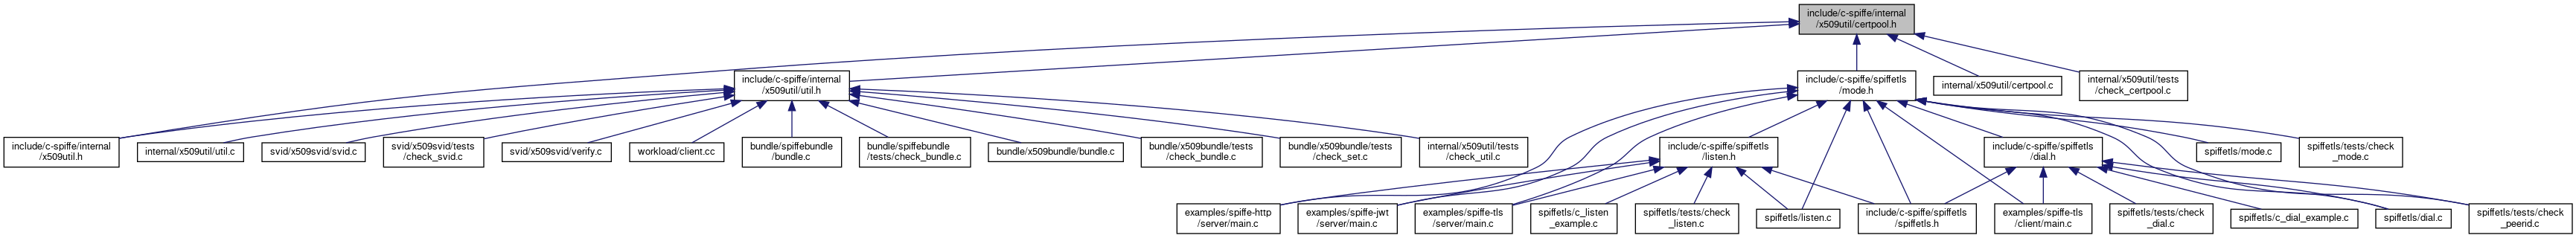 include/c-spiffe/internal
/x509util/certpool.h
include/c-spiffe/internal
/x509util/util.h
include/c-spiffe/spiffetls
/mode.h
internal/x509util/certpool.c
internal/x509util/tests
/check_certpool.c
include/c-spiffe/internal
/x509util.h
internal/x509util/util.c
svid/x509svid/svid.c
svid/x509svid/tests
/check_svid.c
svid/x509svid/verify.c
workload/client.cc
bundle/spiffebundle
/bundle.c
bundle/spiffebundle
/tests/check_bundle.c
bundle/x509bundle/bundle.c
bundle/x509bundle/tests
/check_bundle.c
bundle/x509bundle/tests
/check_set.c
internal/x509util/tests
/check_util.c
include/c-spiffe/spiffetls
/listen.h
include/c-spiffe/spiffetls
/dial.h
spiffetls/mode.c
spiffetls/tests/check
_mode.c
examples/spiffe-http
/server/main.c
examples/spiffe-jwt
/server/main.c
examples/spiffe-tls
/server/main.c
spiffetls/c_listen
_example.c
spiffetls/tests/check
_listen.c
spiffetls/listen.c
include/c-spiffe/spiffetls
/spiffetls.h
examples/spiffe-tls
/client/main.c
spiffetls/tests/check
_dial.c
spiffetls/c_dial_example.c
spiffetls/dial.c
spiffetls/tests/check
_peerid.c